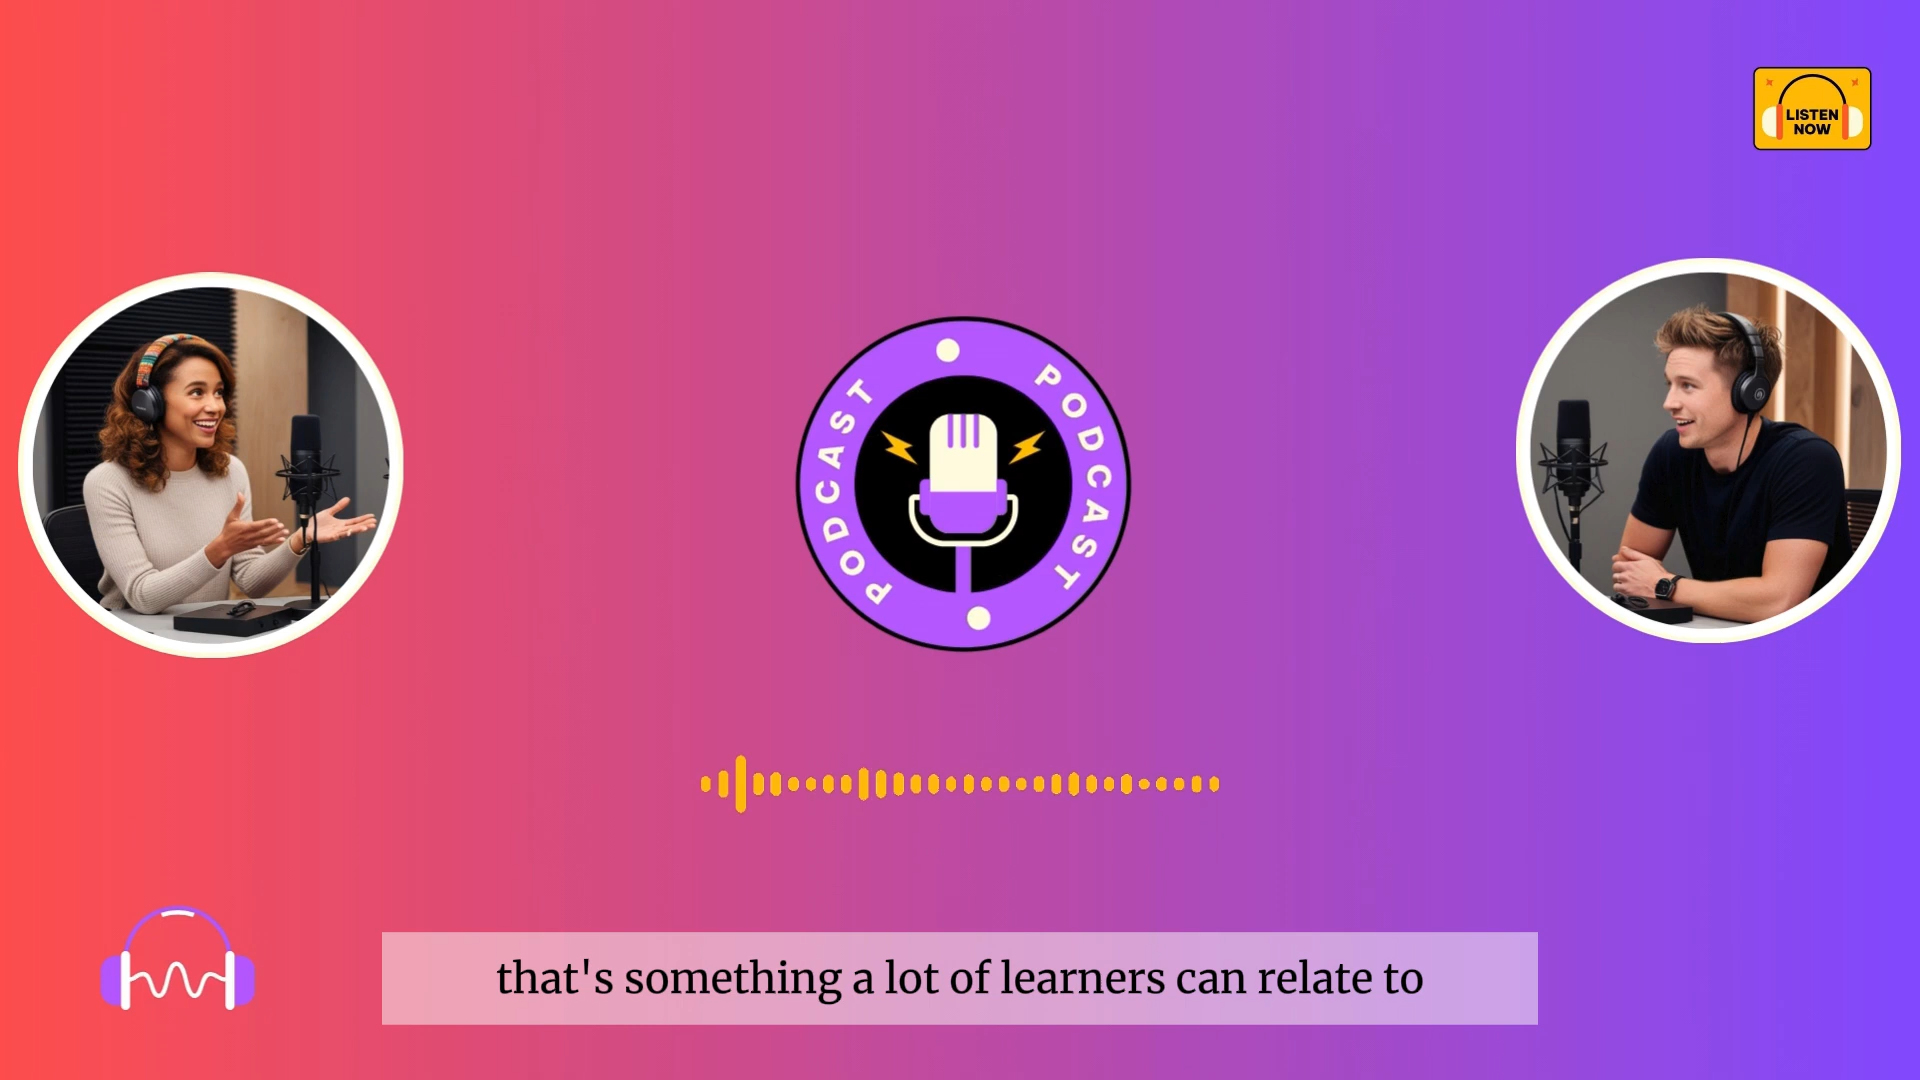 LISTEN
NOW
PODCAST
PODCAST
that's something a lot of learners can relate to